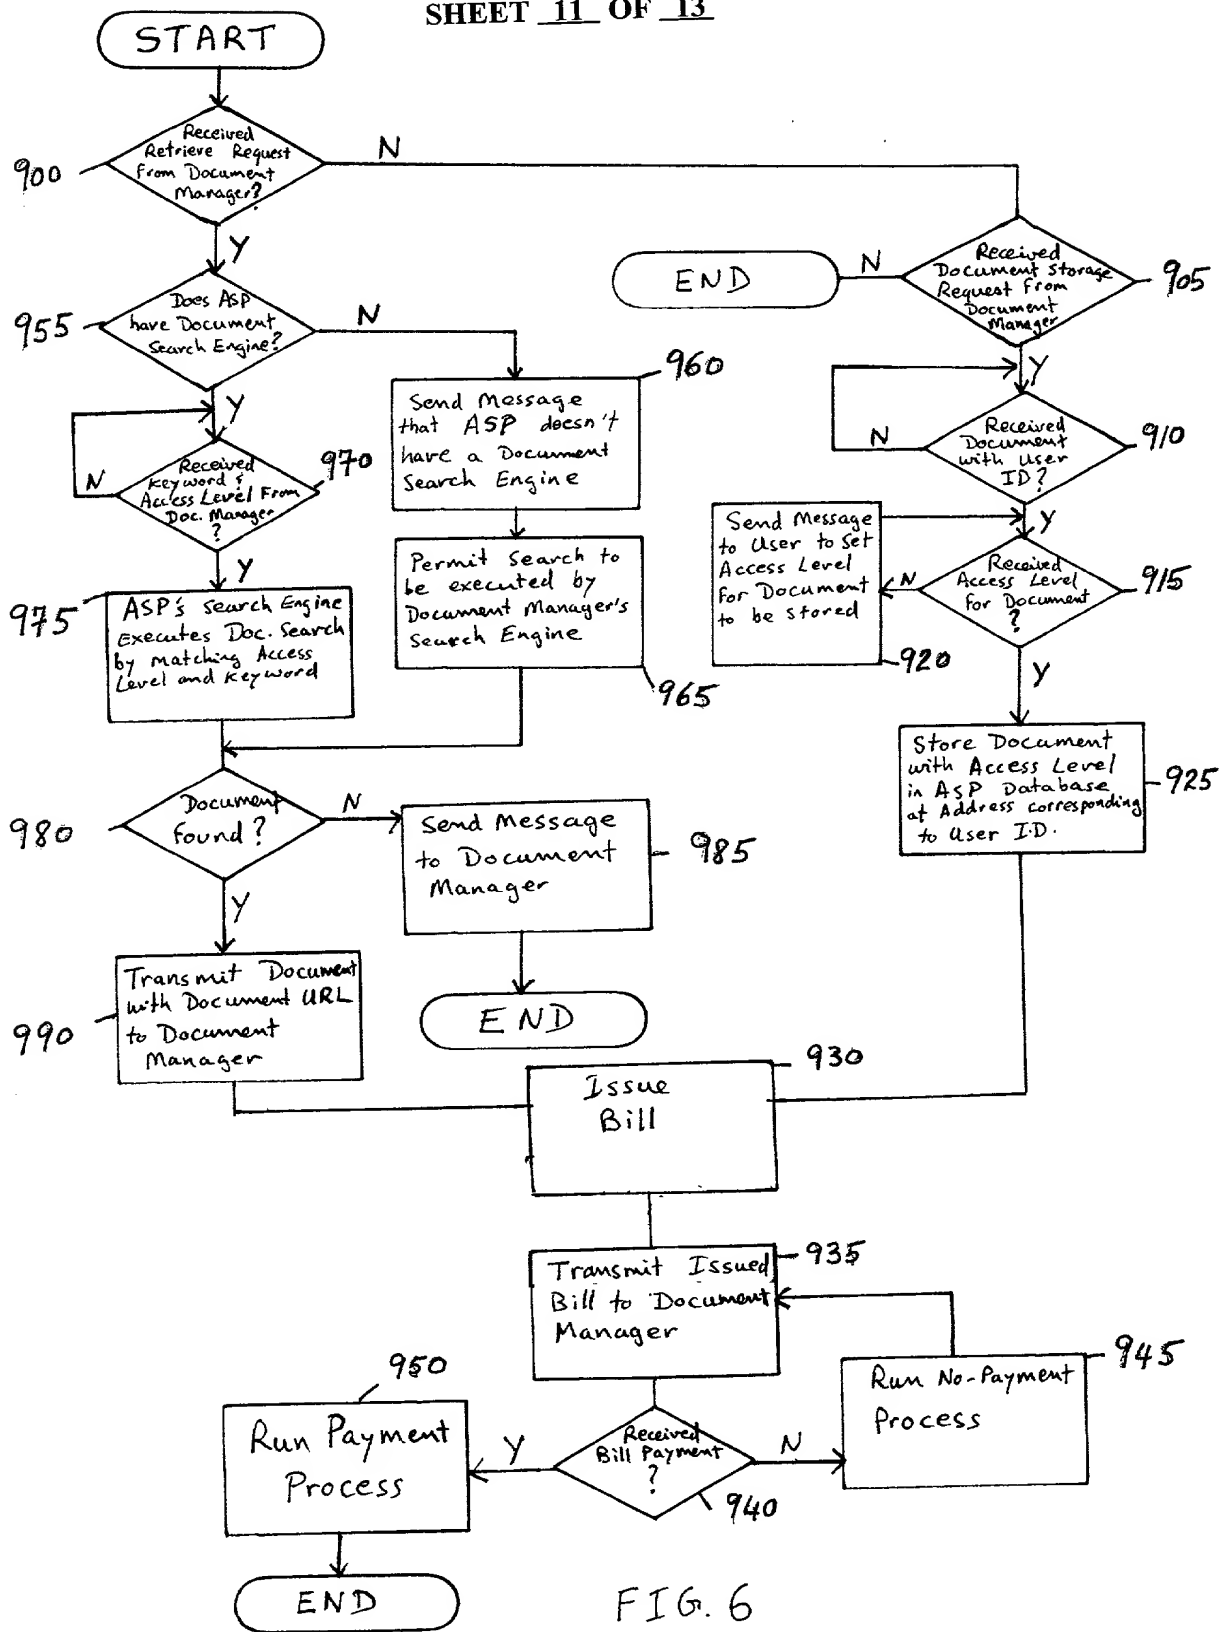 SHEET 11 OF 13
START
Received
Retrieve Request
From Document
Manager?
900
N
Y
Received
Document Storage
Request From
Document
Manager
905
N
END
Does ASP
have Document
Search Engine?
955
N
Y
Y
960
Send Message
that ASP doesn't
have a Document
Search Engine
Received
Document
with User
ID?
910
N
Received
Keyword &
Access Level From
Doc. Manager
?
970
N
Y
Y
Send Message
to User to Set
Access Level
For Document
to be Stored
920
Permit Search to
be executed by
Document Manager's
Search Engine
965
Received
Access Level
For Document
?
915
N
Y
975
ASP's Search Engine
Executes Doc. Search
by Matching Access
Level and Keyword
Store Document
with Access Level
in ASP Database
at Address corresponding
to User I.D.
925
Document
Found?
980
N
Y
Send Message
to Document
Manager
985
END
Transmit Document
with Document URL
to Document
Manager
990
Issue
Bill
930
Transmit Issued
Bill to Document
Manager
935
Run No-Payment
Process
945
950
Run Payment
Process
Y
Received
Bill Payment
?
N
940
END
FIG. 6